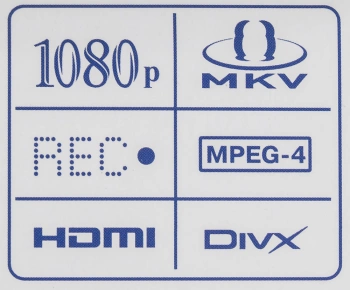 1080p
MKV
REC
MPEG-4
HDMI
DIVX